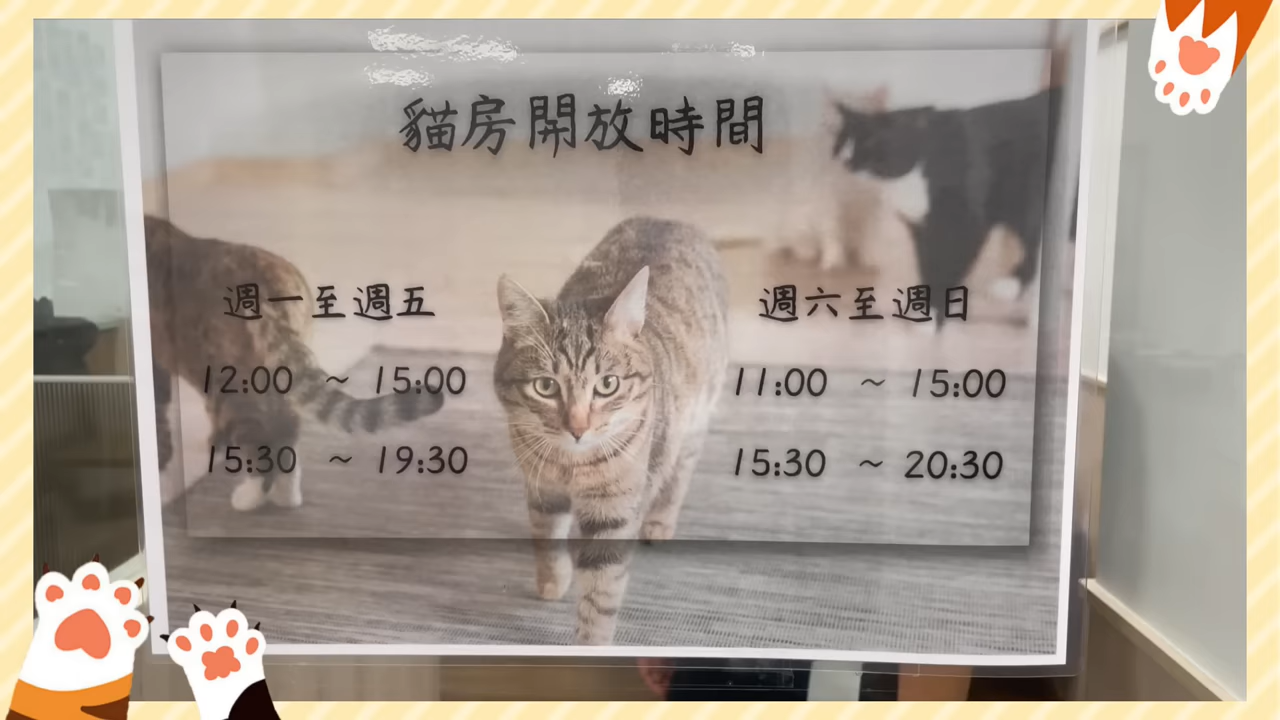 貓房開放時間
週一至週五
12:00 ~ 15:00
15:30 ~ 19:30
週六至週日
11:00 ~ 15:00
15:30 ~ 20:30